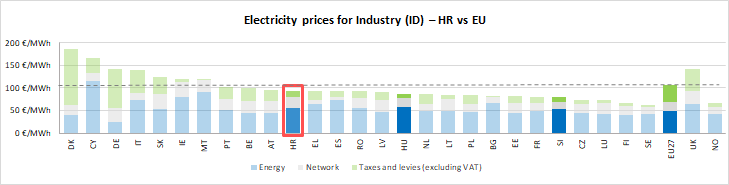 Electricity prices for Industry (ID) – HR vs EU
200 €/MWh
150 €/MWh
100 €/MWh
50 €/MWh
0 €/MWh
DK CY DE IT SK IE MT PT BE AT HR EL ES RO LV HU NL LT PL BG EE FR SI CZ LU FI SE EU27 UK NO
Energy Network Taxes and levies (excluding VAT)